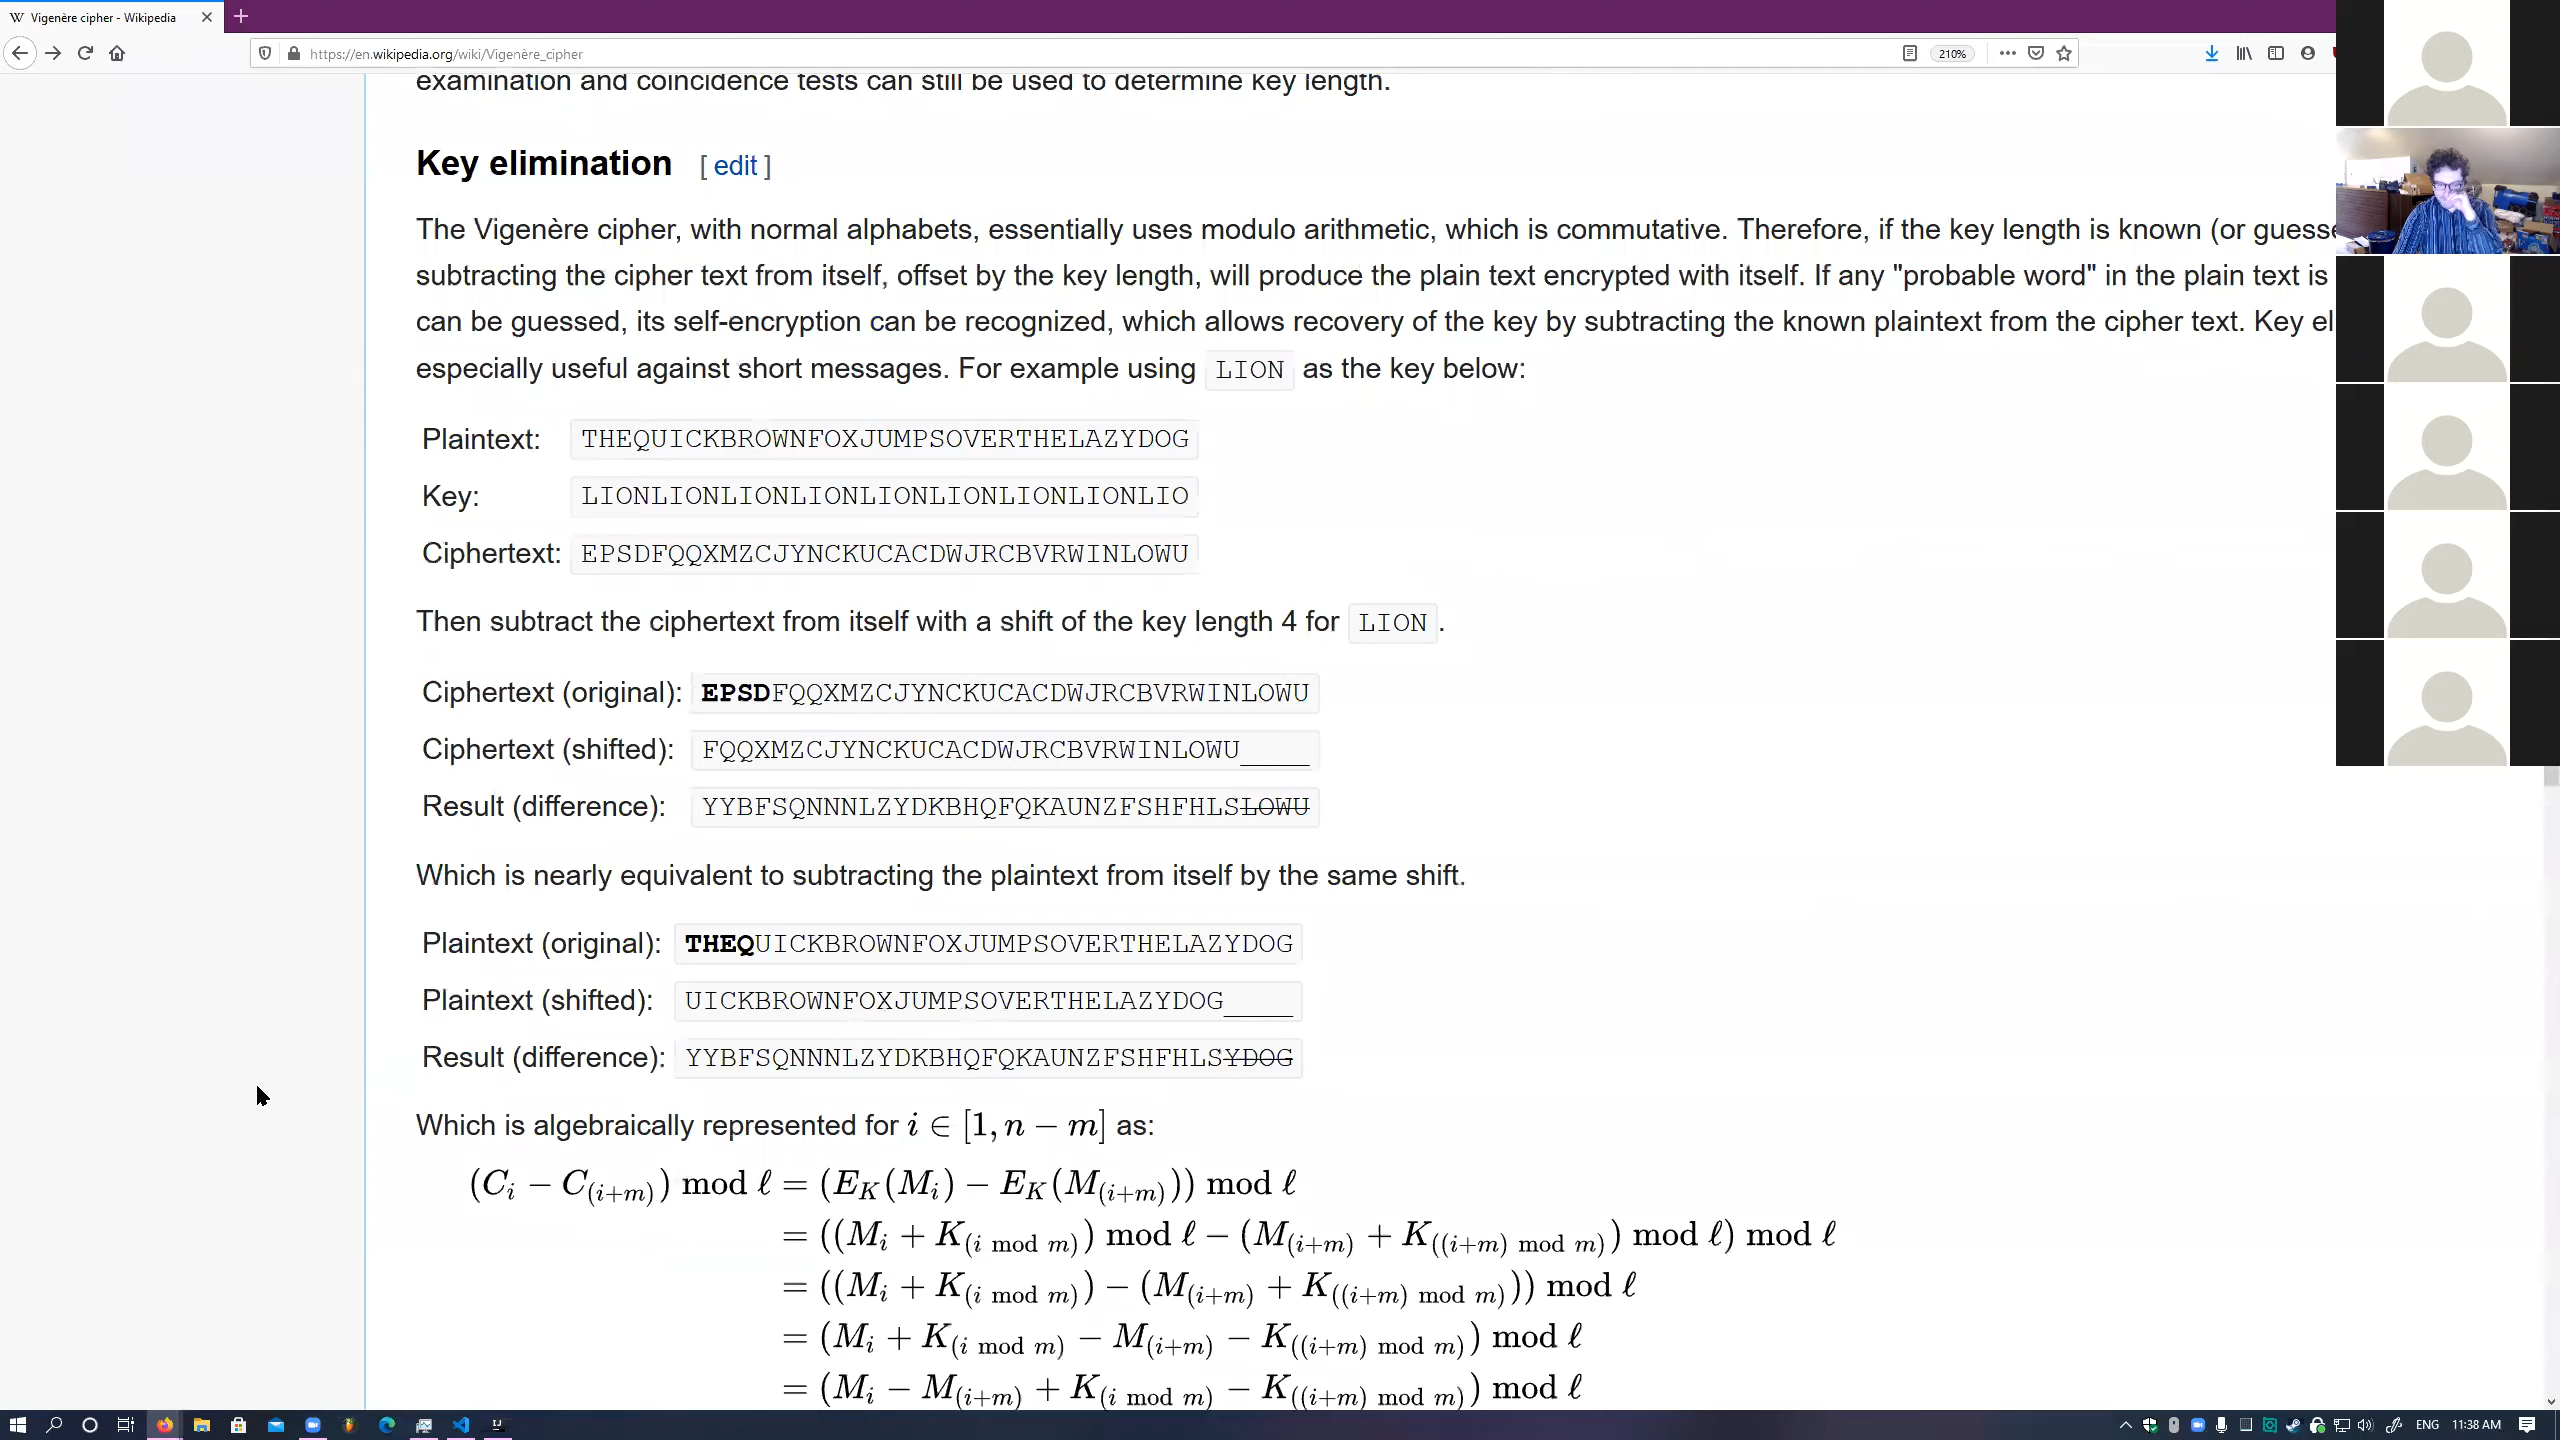 Vigenère cipher - Wikipedia
https://en.wikipedia.org/wiki/Vigenère_cipher
210%
examination and coincidence tests can still be used to determine key length.
Key elimination [ edit ]
The Vigenère cipher, with normal alphabets, essentially uses modulo arithmetic, which is commutative. Therefore, if the key length is known (or guesse
subtracting the cipher text from itself, offset by the key length, will produce the plain text encrypted with itself. If any "probable word" in the plain text is
can be guessed, its self-encryption can be recognized, which allows recovery of the key by subtracting the known plaintext from the cipher text. Key el
especially useful against short messages. For example using LION as the key below:
Plaintext: THEQUICKBROWNFOXJUMPSOVERTHELAZYDOG
Key: LIONLIONLIONLIONLIONLIONLIONLIONLIO
Ciphertext: EPSDFQQXMZCJYNCKUCACDWJRCBVRWINLOWU
Then subtract the ciphertext from itself with a shift of the key length 4 for LION .
Ciphertext (original): EPSDFQQXMZCJYNCKUCACDWJRCBVRWINLOWU
Ciphertext (shifted): FQQXMZCJYNCKUCACDWJRCBVRWINLOWU____
Result (difference): YYBFSQNNNLZYDKBHQFQKAUNZFSHFHLSLOWU
Which is nearly equivalent to subtracting the plaintext from itself by the same shift.
Plaintext (original): THEQUICKBROWNFOXJUMPSOVERTHELAZYDOG
Plaintext (shifted): UICKBROWNFOXJUMPSOVERTHELAZYDOG____
Result (difference): YYBFSQNNNLZYDKBHQFQKAUNZFSHFHLSYDOG
Which is algebraically represented for i ∈ [1, n − m] as:
(C_i − C_(i+m)) mod ℓ = (E_K(M_i) − E_K(M_(i+m))) mod ℓ
= ((M_i + K_(i mod m)) mod ℓ − (M_(i+m) + K_((i+m) mod m)) mod ℓ) mod ℓ
= ((M_i + K_(i mod m)) − (M_(i+m) + K_((i+m) mod m))) mod ℓ
= (M_i + K_(i mod m) − M_(i+m) − K_((i+m) mod m)) mod ℓ
= (M_i − M_(i+m) + K_(i mod m) − K_((i+m) mod m)) mod ℓ
ENG 11:38 AM